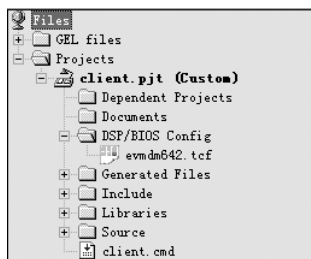 Files
GEL files
Projects
client.pjt (Custom)
Dependent Projects
Documents
DSP/BIOS Config
evmdm642.tcf
Generated Files
Include
Libraries
Source
client.cmd